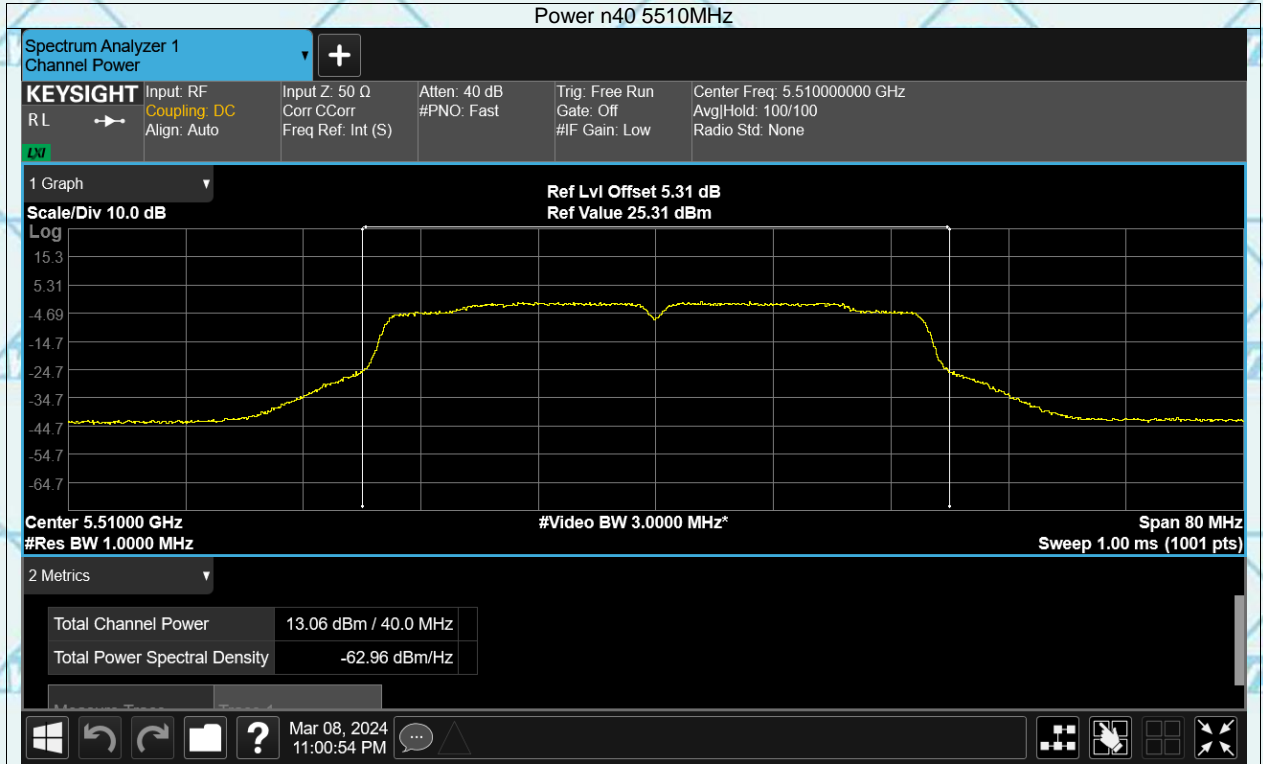 Power n40 5510MHz
Spectrum Analyzer 1
Channel Power
KEYSIGHT
R L
LXI
Input: RF
Coupling: DC
Align: Auto
Input Z: 50 Ω
Corr CCorr
Freq Ref: Int (S)
Atten: 40 dB
#PNO: Fast
Trig: Free Run
Gate: Off
#IF Gain: Low
Center Freq: 5.510000000 GHz
Avg|Hold: 100/100
Radio Std: None
1 Graph
Scale/Div 10.0 dB
Ref Lvl Offset 5.31 dB
Ref Value 25.31 dBm
Log
15.3
5.31
-4.69
-14.7
-24.7
-34.7
-44.7
-54.7
-64.7
Center 5.51000 GHz
#Video BW 3.0000 MHz*
Span 80 MHz
#Res BW 1.0000 MHz
Sweep 1.00 ms (1001 pts)
2 Metrics
Total Channel Power 13.06 dBm / 40.0 MHz
Total Power Spectral Density -62.96 dBm/Hz
Measure Trace Trace 1
Mar 08, 2024
11:00:54 PM